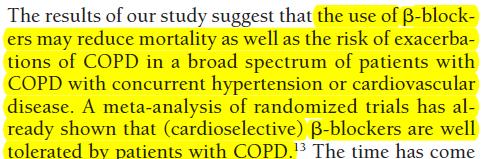 The results of our study suggest that the use of β-block-
ers may reduce mortality as well as the risk of exacerba-
tions of COPD in a broad spectrum of patients with
COPD with concurrent hypertension or cardiovascular
disease. A meta-analysis of randomized trials has al-
ready shown that (cardioselective) β-blockers are well
tolerated by patients with COPD.¹³ The time has come